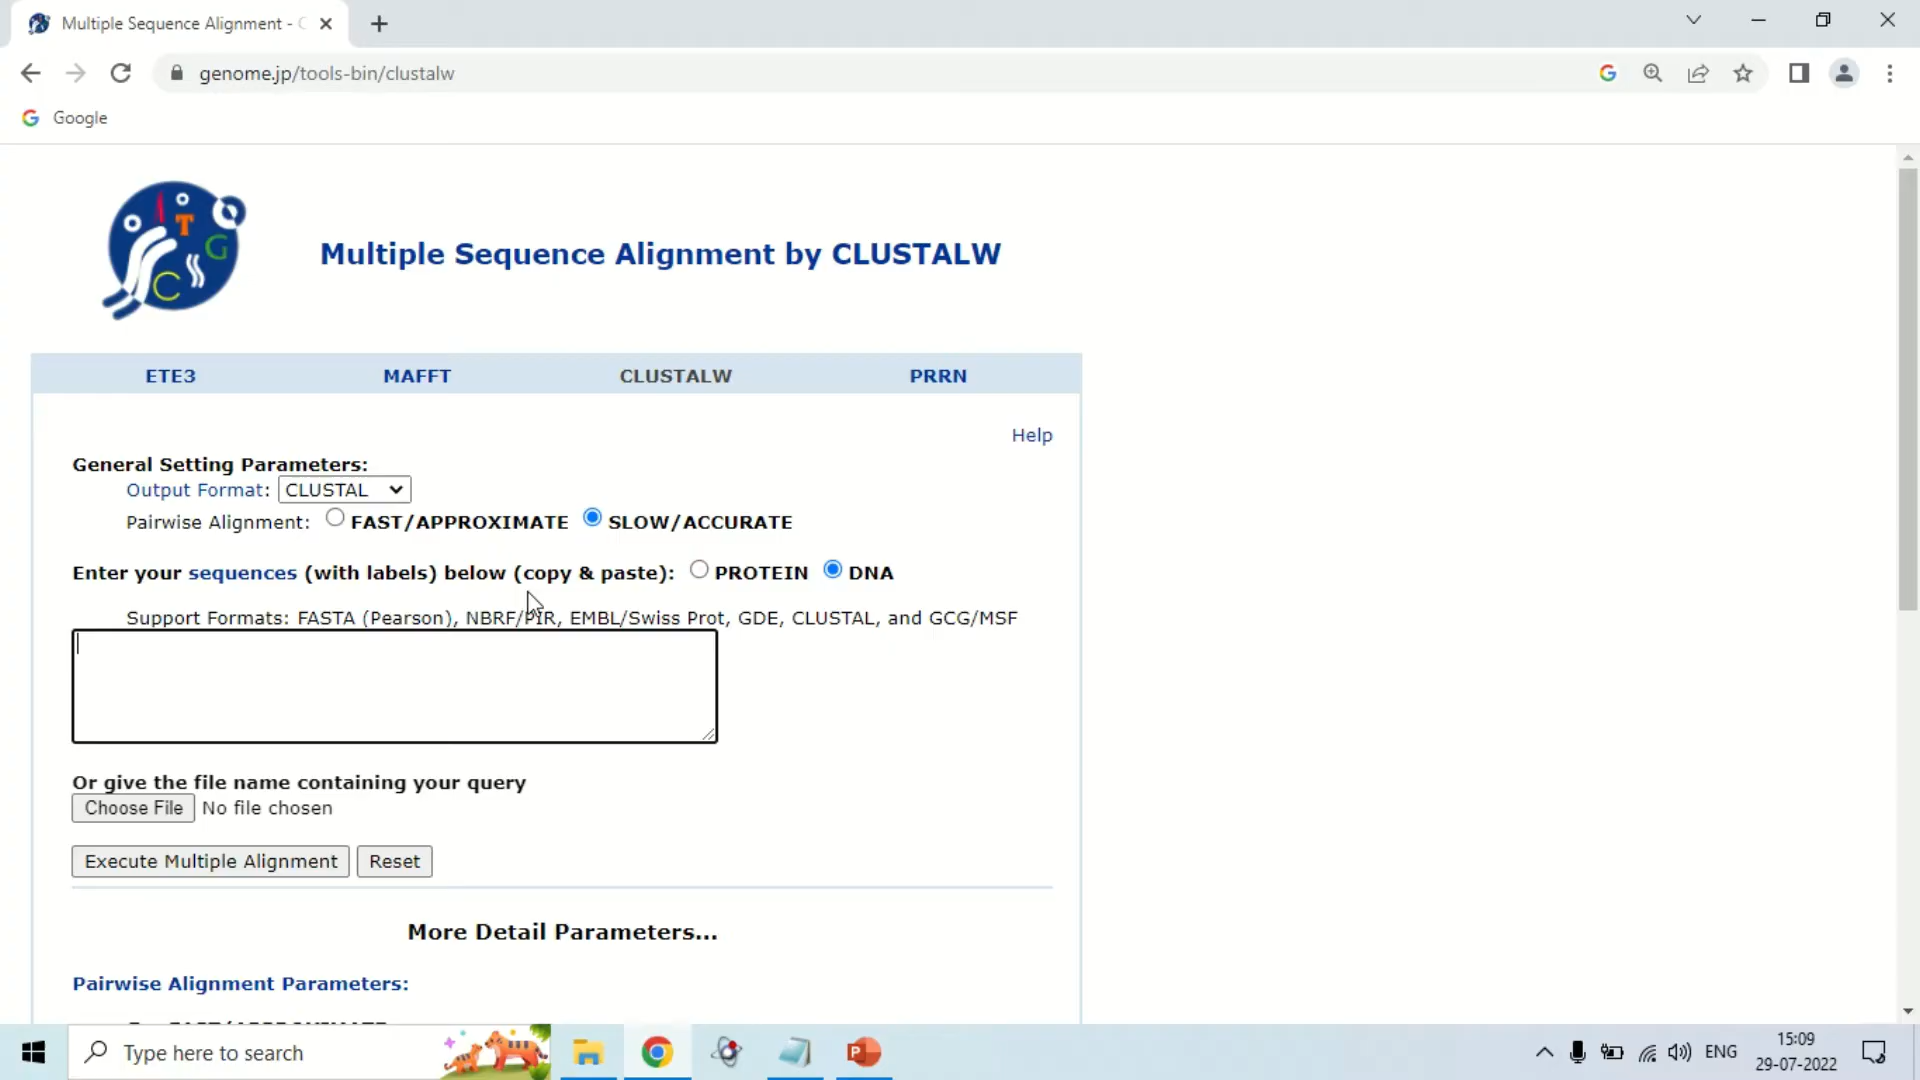 Multiple Sequence Alignment - C
genome.jp/tools-bin/clustalw
Google
T
G
C
Multiple Sequence Alignment by CLUSTALW
ETE3 MAFFT CLUSTALW PRRN
Help
General Setting Parameters:
Output Format: CLUSTAL
Pairwise Alignment: FAST/APPROXIMATE SLOW/ACCURATE
Enter your sequences (with labels) below (copy & paste): PROTEIN DNA
Support Formats: FASTA (Pearson), NBRF/PIR, EMBL/Swiss Prot, GDE, CLUSTAL, and GCG/MSF
Or give the file name containing your query
Choose File No file chosen
Execute Multiple Alignment Reset
More Detail Parameters...
Pairwise Alignment Parameters:
Type here to search
ENG
15:09
29-07-2022